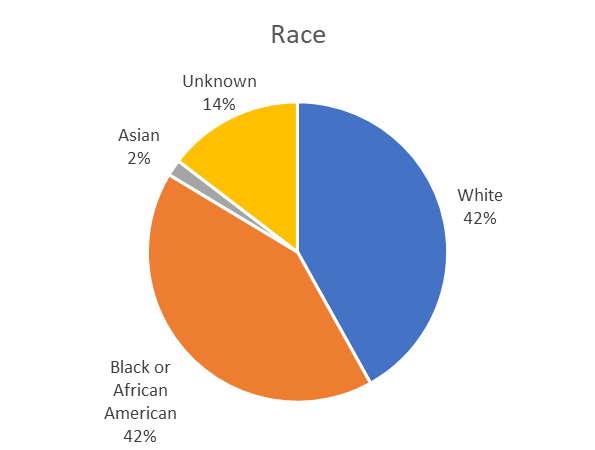 Race
Unknown
14%
Asian
2%
White
42%
Black or
African
American
42%